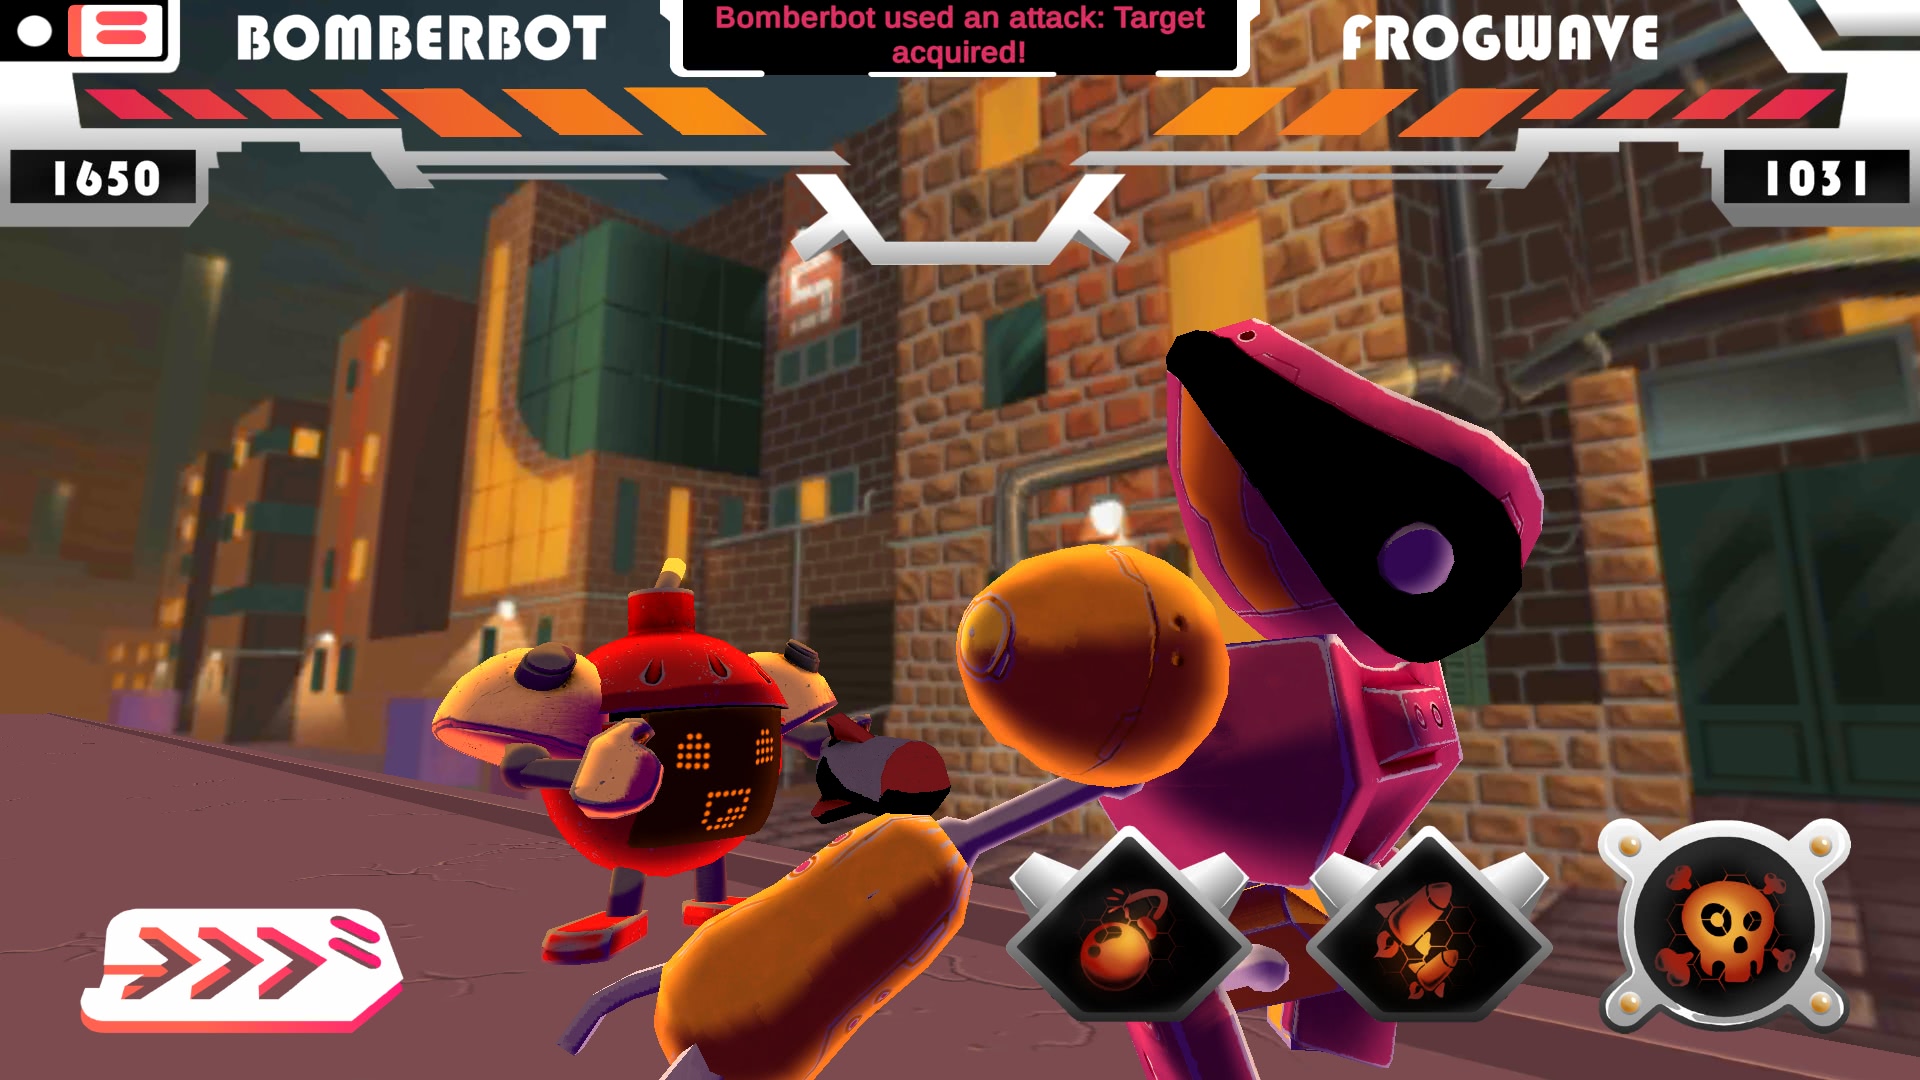 BOMBERBOT
Bomberbot used an attack: Target
acquired!
FROGWAVE
1650
1031